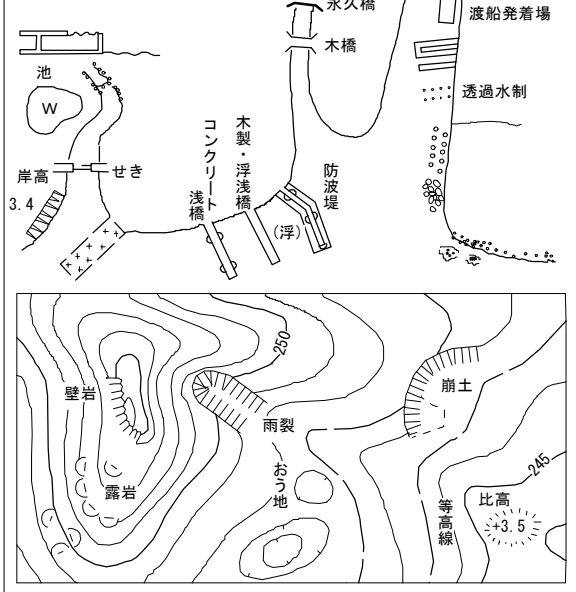 永久橋
渡船発着場
木橋
池
透過水制
W
コンクリート
浅橋
木製・浮浅橋
防波堤
岸高
せき
3.4
(浮)
250
壁岩
崩土
雨裂
おう地
245
露岩
等高線
比高
+3.5